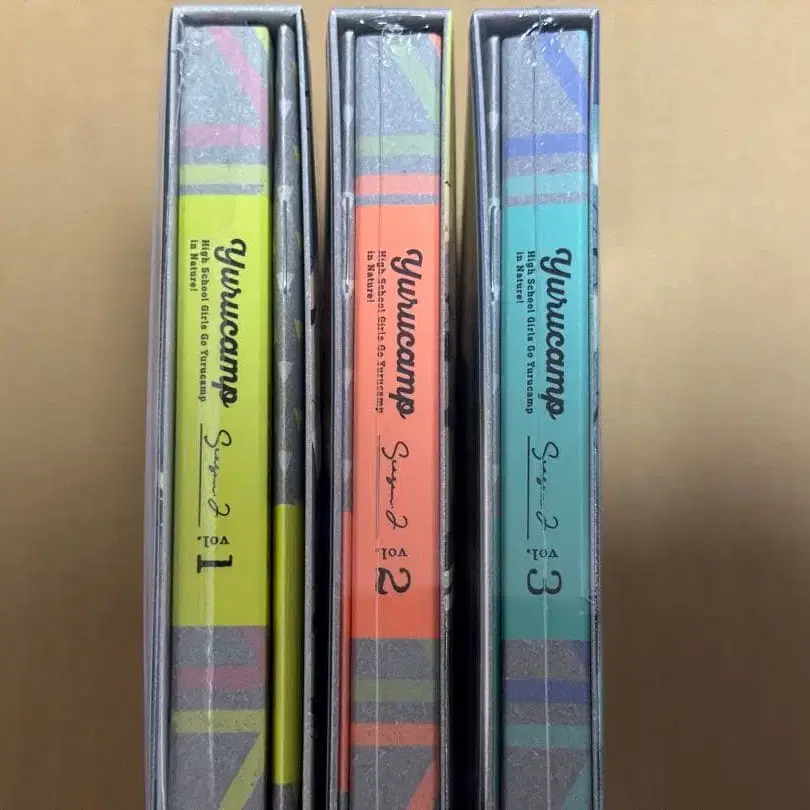 Yurucamp
High School Girls Go Yurucamp
in Nature!
Season 2
vol.
1
Yurucamp
High School Girls Go Yurucamp
in Nature!
Season 2
vol.
2
Yurucamp
High School Girls Go Yurucamp
in Nature!
Season 2
vol.
3